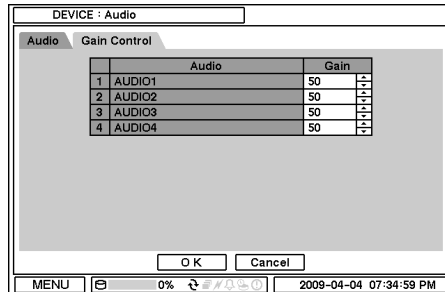 DEVICE : Audio
Audio Gain Control
Audio Gain
1 AUDIO1 50
2 AUDIO2 50
3 AUDIO3 50
4 AUDIO4 50
OK Cancel
MENU 0% 2009-04-04 07:34:59 PM